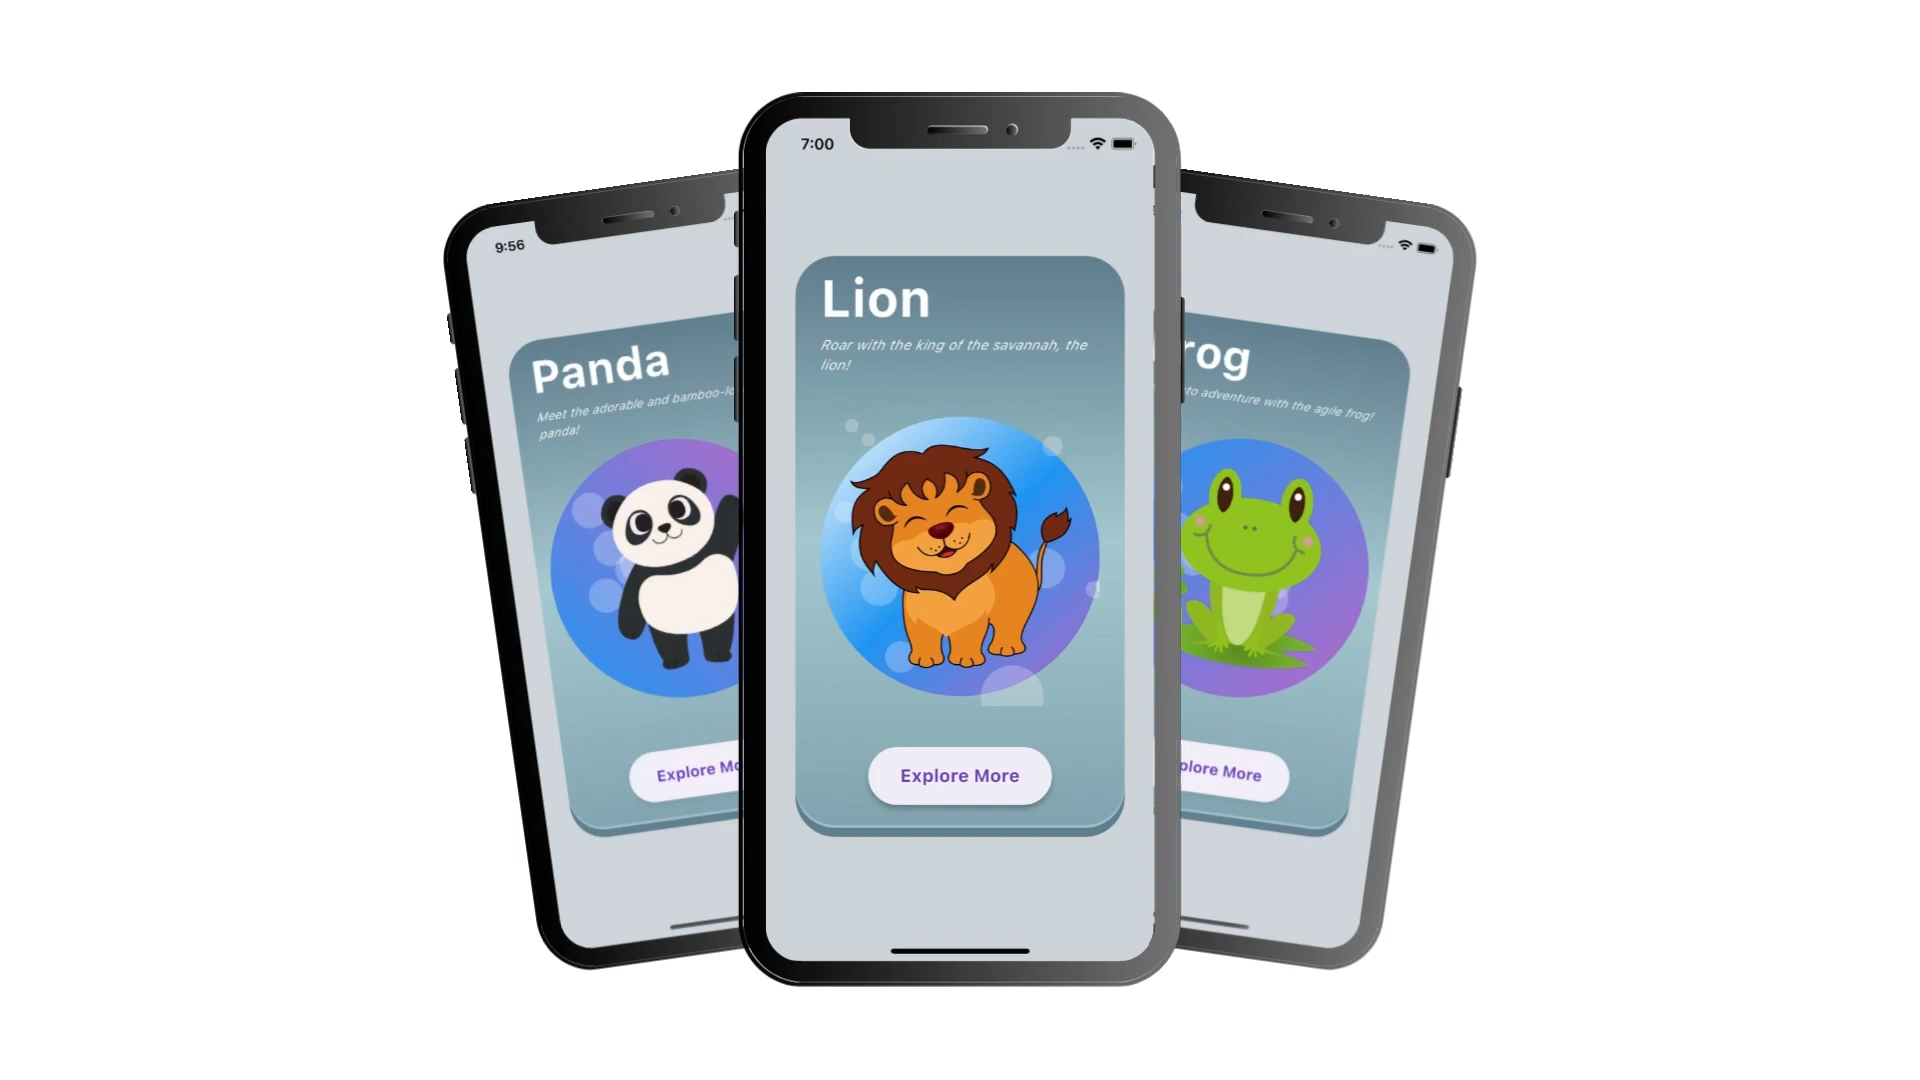 9:56
Panda
Meet the adorable and bamboo-lo
panda!
Explore Mo
7:00
Lion
Roar with the king of the savannah, the
lion!
Explore More
rog
to adventure with the agile frog!
plore More